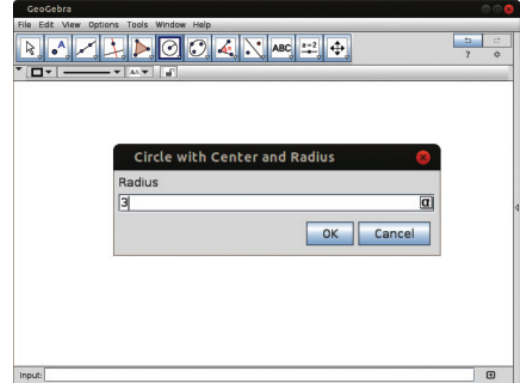 GeoGebra
File Edit View Options Tools Window Help
A ABC a=2
?
AA
Circle with Center and Radius
Radius
3 α
OK Cancel
Input: